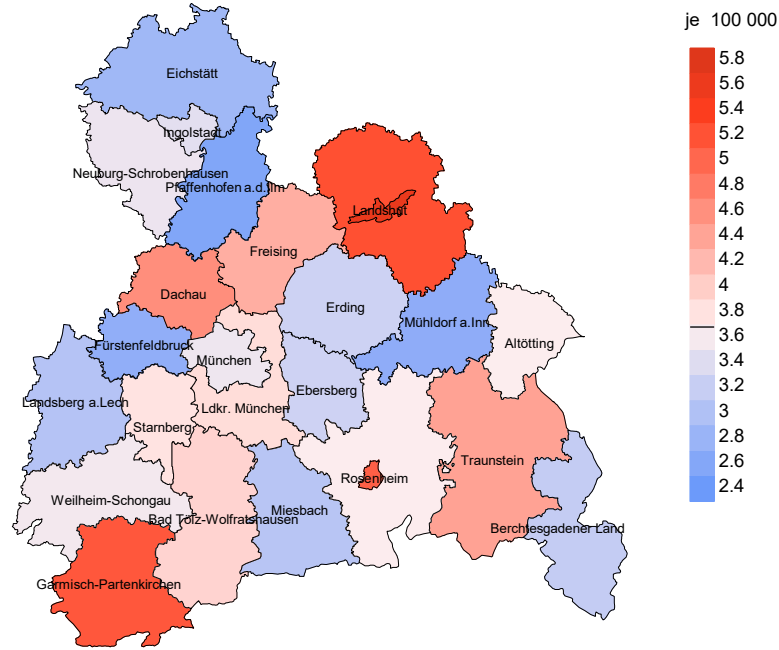 je 100 000
5.8
5.6
5.4
5.2
5
4.8
4.6
4.4
4.2
4
3.8
3.6
3.4
3.2
3
2.8
2.6
2.4
Eichstätt
Ingolstadt
Neuburg-Schrobenhausen
Pfaffenhofen a.d.Ilm
Landshut
Freising
Dachau
Erding
Mühldorf a.Inn
Altötting
Fürstenfeldbruck
München
Ebersberg
Landsberg a.Lech
Ldkr. München
Starnberg
Traunstein
Rosenheim
Weilheim-Schongau
Miesbach
Bad Tölz-Wolfratshausen
Berchtesgadener Land
Garmisch-Partenkirchen